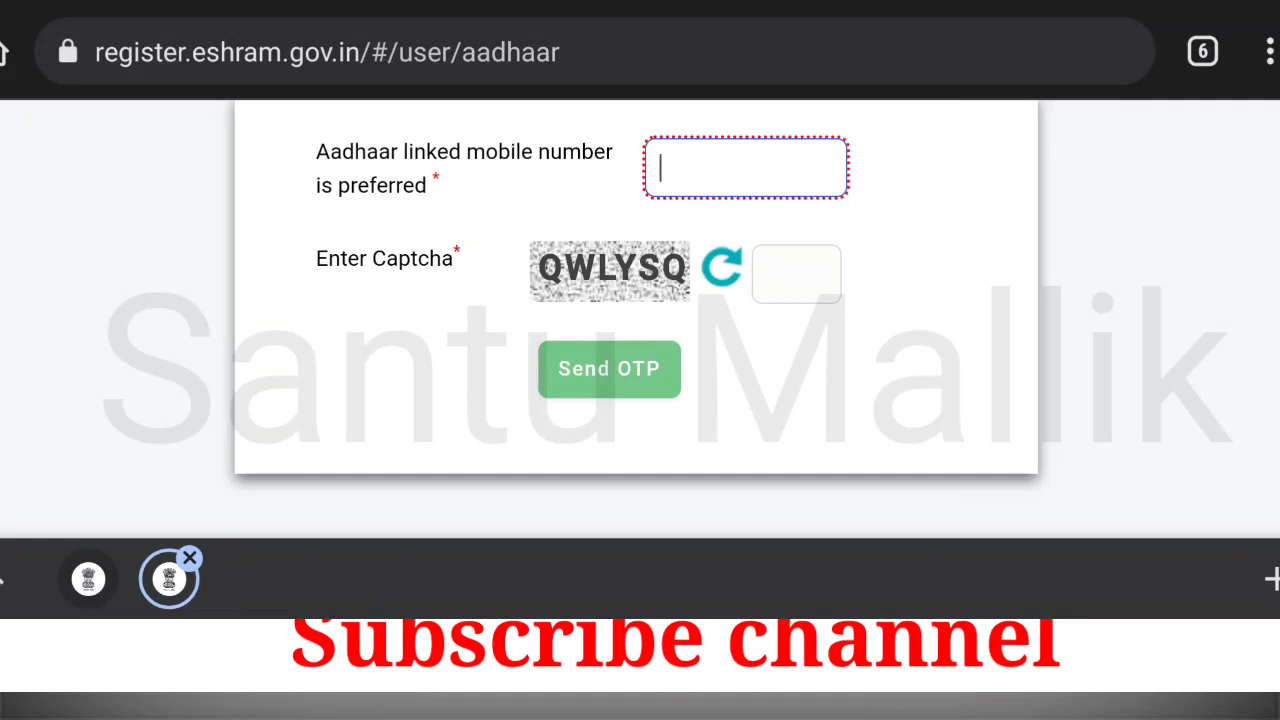 register.eshram.gov.in/#/user/aadhaar
6
Aadhaar linked mobile number
is preferred *
Enter Captcha*
QWLYSQ
Send OTP
Santu Mallik
Subscribe channel